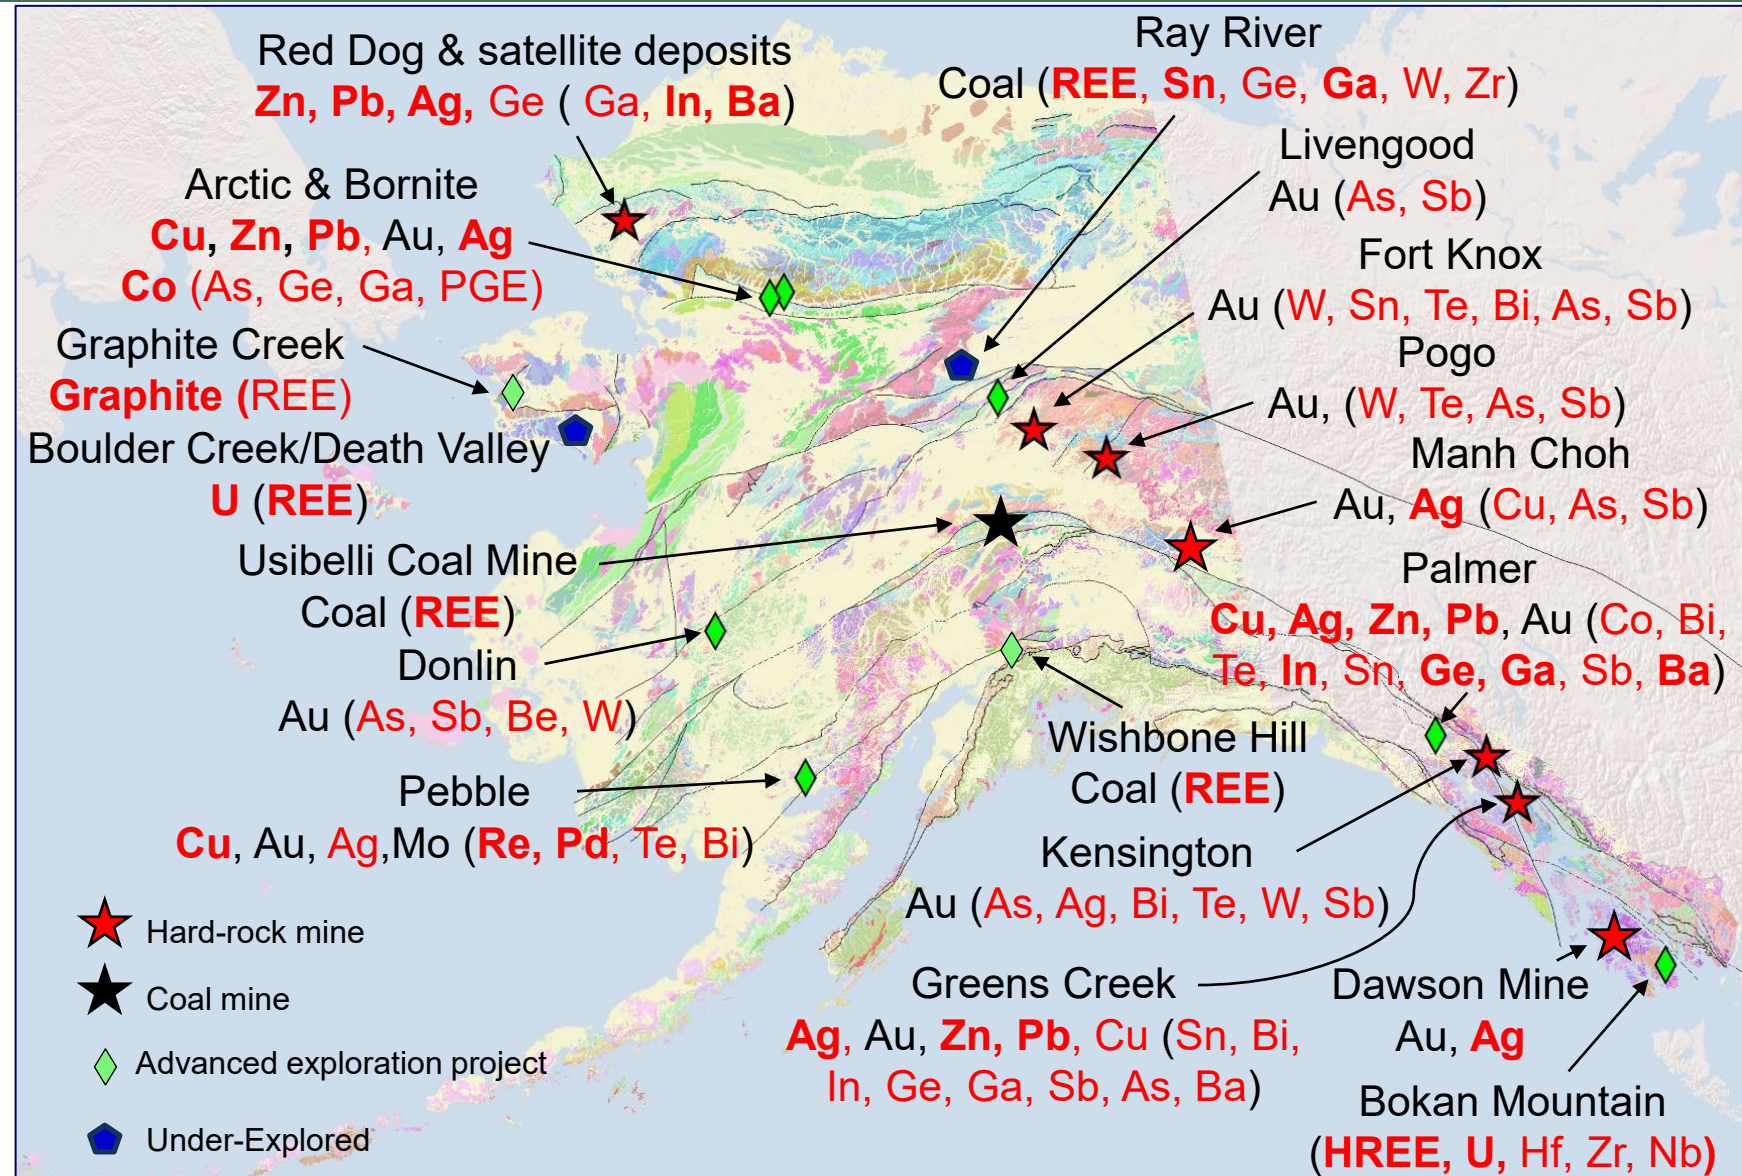 Red Dog & satellite deposits
Zn, Pb, Ag, Ge ( Ga, In, Ba)
Ray River
Coal (REE, Sn, Ge, Ga, W, Zr)
Livengood
Au (As, Sb)
Arctic & Bornite
Cu, Zn, Pb, Au, Ag
Co (As, Ge, Ga, PGE)
Fort Knox
Au (W, Sn, Te, Bi, As, Sb)
Graphite Creek
Graphite (REE)
Pogo
Au, (W, Te, As, Sb)
Boulder Creek/Death Valley
U (REE)
Manh Choh
Au, Ag (Cu, As, Sb)
Usibelli Coal Mine
Coal (REE)
Palmer
Cu, Ag, Zn, Pb, Au (Co, Bi,
Te, In, Sn, Ge, Ga, Sb, Ba)
Donlin
Au (As, Sb, Be, W)
Wishbone Hill
Coal (REE)
Pebble
Cu, Au, Ag,Mo (Re, Pd, Te, Bi)
Kensington
Au (As, Ag, Bi, Te, W, Sb)
Greens Creek
Ag, Au, Zn, Pb, Cu (Sn, Bi,
In, Ge, Ga, Sb, As, Ba)
Dawson Mine
Au, Ag
Bokan Mountain
(HREE, U, Hf, Zr, Nb)
Hard-rock mine
Coal mine
Advanced exploration project
Under-Explored